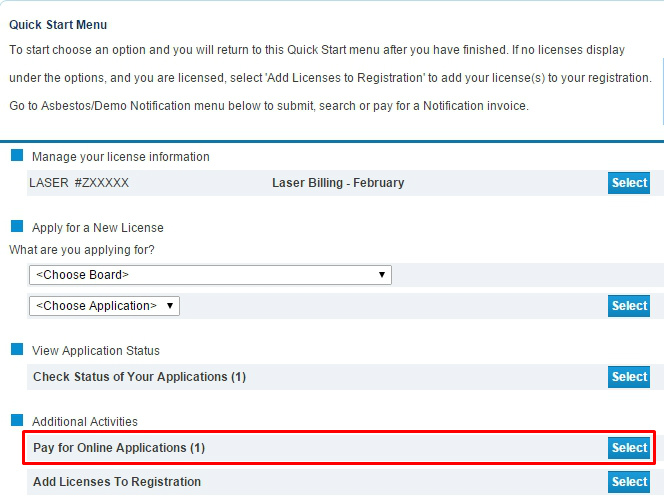 Quick Start Menu
To start choose an option and you will return to this Quick Start menu after you have finished. If no licenses display
under the options, and you are licensed, select 'Add Licenses to Registration' to add your license(s) to your registration.
Go to Asbestos/Demo Notification menu below to submit, search or pay for a Notification invoice.
Manage your license information
LASER #ZXXXXX Laser Billing - February Select
Apply for a New License
What are you applying for?
<Choose Board>
<Choose Application> Select
View Application Status
Check Status of Your Applications (1) Select
Additional Activities
Pay for Online Applications (1) Select
Add Licenses To Registration Select